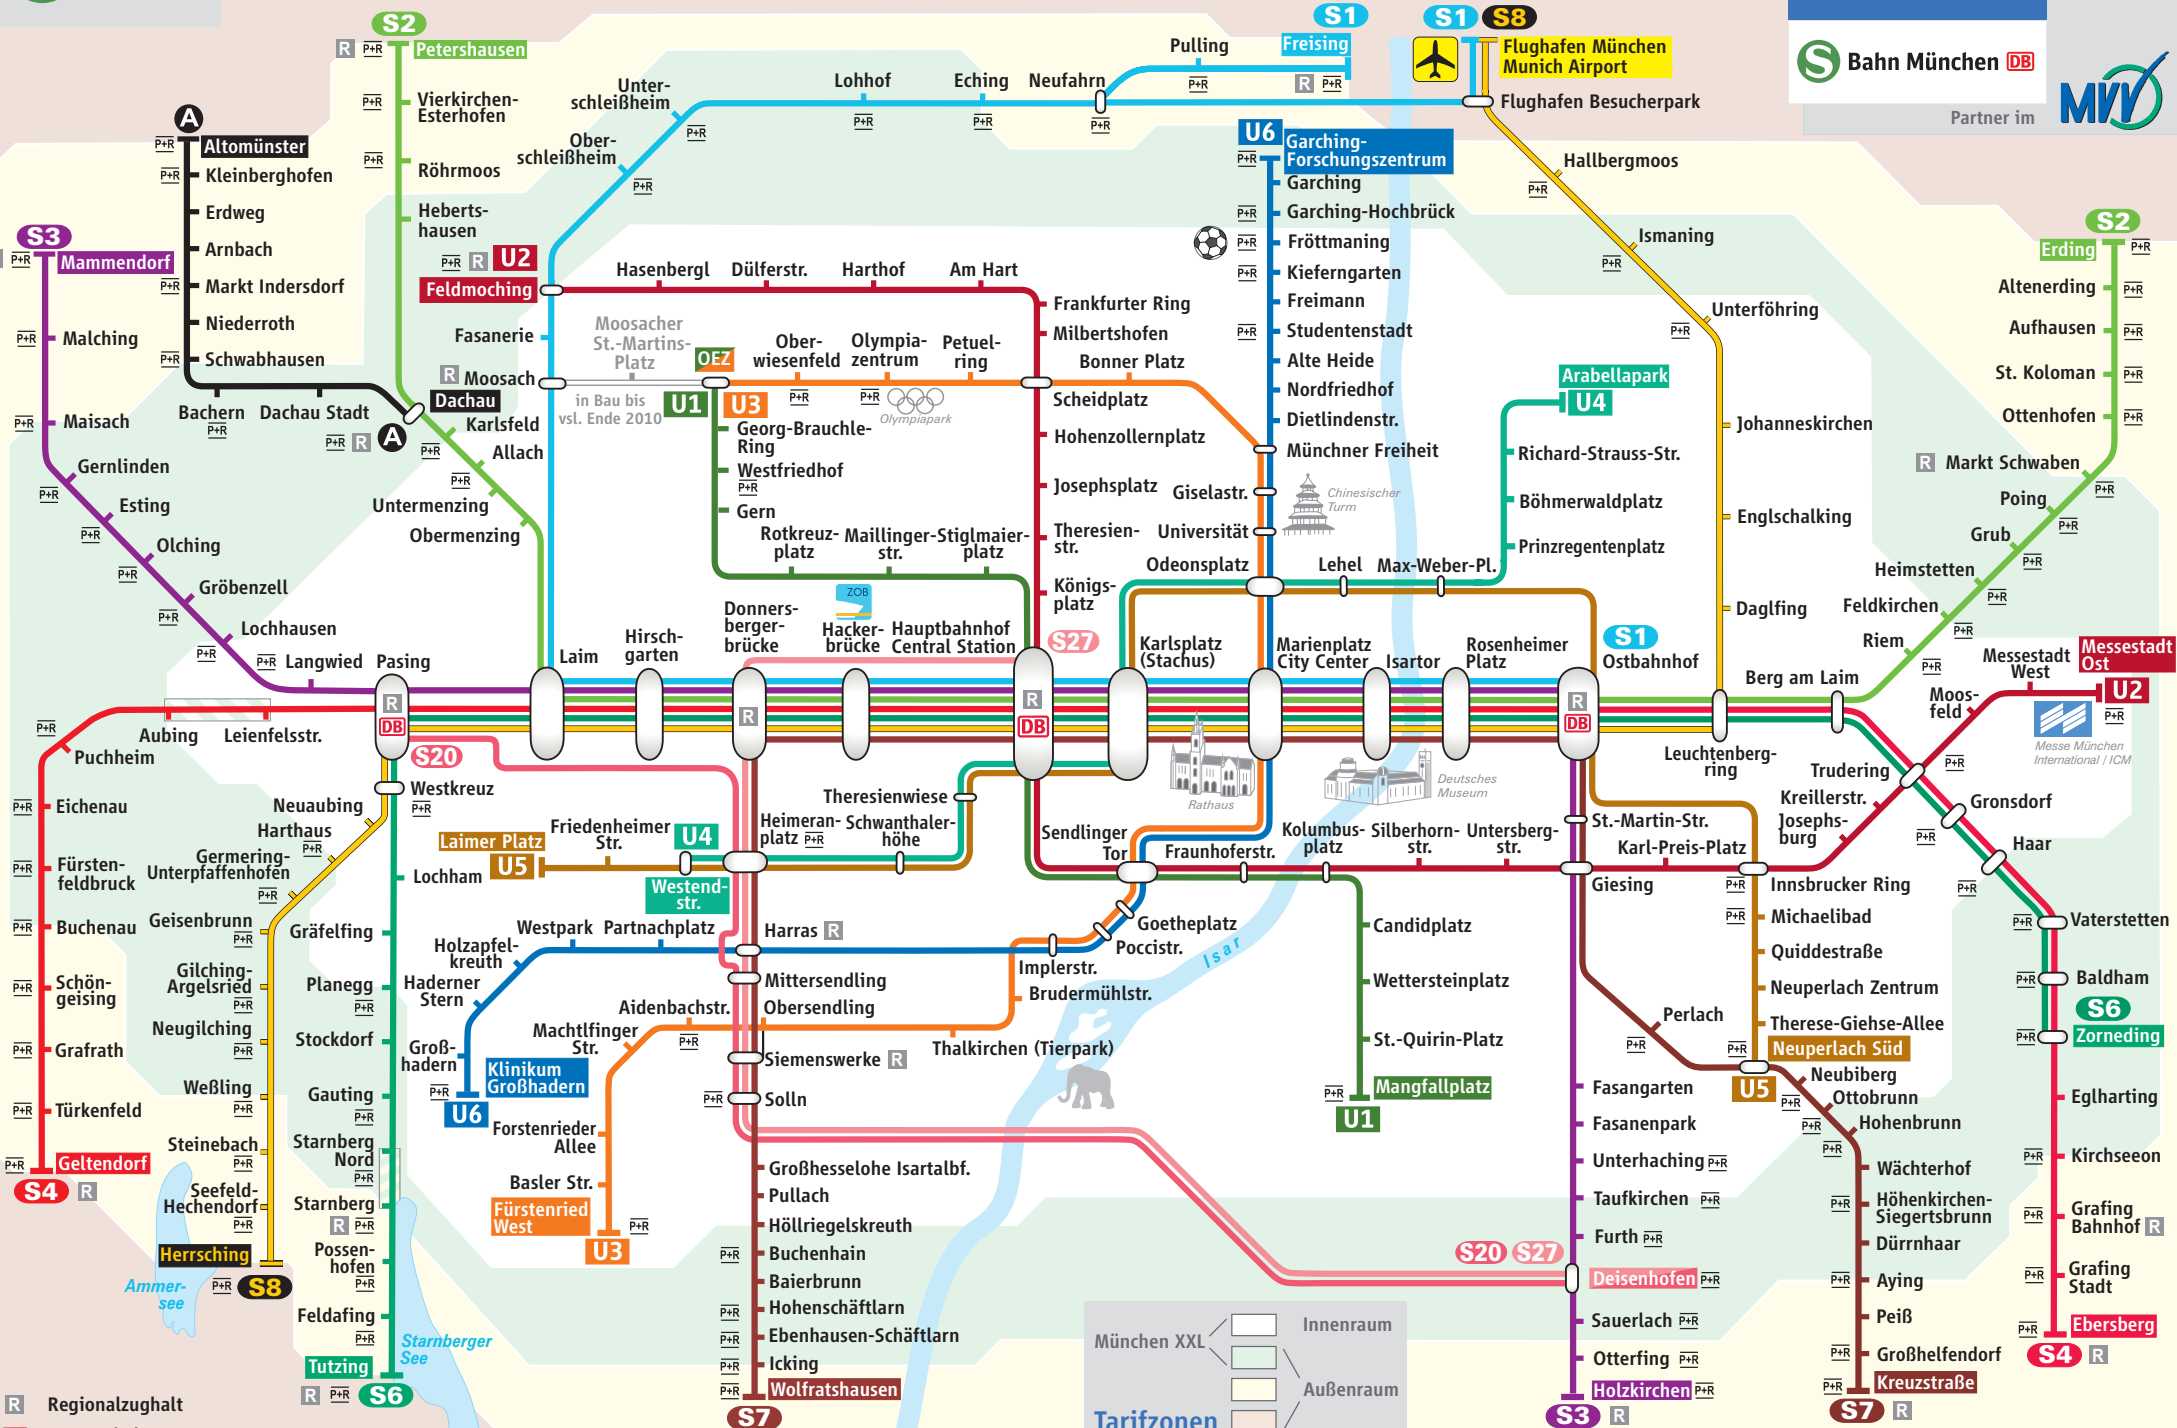 S2
Petershausen
Vierkirchen-
Esterhofen
Röhrmoos
Heberts-
hausen
A
Altomünster
Kleinberghofen
Erdweg
Arnbach
Markt Indersdorf
Niederroth
Schwabhausen
Bachern
Dachau Stadt
A
Dachau
Karlsfeld
Allach
Untermenzing
Obermenzing
S3
Mammendorf
Malching
Maisach
Gernlinden
Esting
Olching
Gröbenzell
Lochhausen
Langwied
Pasing
S1
Freising
Pulling
Neufahrn
Eching
Lohhof
Unter-
schleißheim
Ober-
schleißheim
S1
S8
Flughafen München
Munich Airport
Flughafen Besucherpark
Hallbergmoos
Ismaning
Unterföhring
Johanneskirchen
Englschalking
Daglfing
S
Bahn München
DB
Partner im
MVV
U2
Feldmoching
Hasenbergl
Dülferstr.
Harthof
Am Hart
Frankfurter Ring
Milbertshofen
Bonner Platz
Scheidplatz
Hohenzollernplatz
Josephsplatz
Theresien-
str.
Königs-
platz
Fasanerie
Moosach
Moosacher
St.-Martins-
Platz
in Bau bis
vsl. Ende 2010
OEZ
U1
U3
Ober-
wiesenfeld
Olympia-
zentrum
Petuel-
ring
Olympiapark
Georg-Brauchle-
Ring
Westfriedhof
Gern
Rotkreuz-
platz
Maillinger-
str.
Stiglmaier-
platz
U6
Garching-
Forschungszentrum
Garching
Garching-Hochbrück
Fröttmaning
Kieferngarten
Freimann
Studentenstadt
Alte Heide
Nordfriedhof
Dietlindenstr.
Münchner Freiheit
Giselastr.
Universität
Odeonsplatz
Chinesischer
Turm
Lehel
Max-Weber-Pl.
Arabellapark
U4
Richard-Strauss-Str.
Böhmerwaldplatz
Prinzregentenplatz
S2
Erding
Altenerding
Aufhausen
St. Koloman
Ottenhofen
Markt Schwaben
Poing
Grub
Heimstetten
Feldkirchen
Riem
Berg am Laim
Leuchtenberg-
ring
Messestadt
West
Messestadt
Ost
U2
Moos-
feld
Messe München
International / ICM
Trudering
Kreillerstr.
Josephs-
burg
Gronsdorf
Haar
Vaterstetten
Baldham
S6
Zorneding
Eglharting
Kirchseeon
Grafing
Bahnhof
Grafing
Stadt
Ebersberg
S4
Laim
Hirsch-
garten
Donners-
berger-
brücke
ZOB
Hacker-
brücke
Hauptbahnhof
Central Station
S27
Karlsplatz
(Stachus)
Marienplatz
City Center
Isartor
Rosenheimer
Platz
S1
Ostbahnhof
R
DB
R
R
DB
R
DB
Rathaus
Deutsches
Museum
Aubing
Leienfelsstr.
Puchheim
Eichenau
Fürsten-
feldbruck
Buchenau
Schön-
geising
Grafrath
Türkenfeld
Geltendorf
S4
S20
Westkreuz
Neuaubing
Harthaus
Germering-
Unterpfaffenhofen
Geisenbrunn
Gilching-
Argelsried
Neugilching
Weßling
Steinebach
Seefeld-
Hechendorf
Herrsching
S8
Ammer-
see
Lochham
Gräfelfing
Planegg
Stockdorf
Gauting
Starnberg
Nord
Starnberg
Possen-
hofen
Feldafing
Tutzing
S6
Starnberger
See
Laimer Platz
U5
Friedenheimer
Str.
U4
Westend-
str.
Heimeran-
platz
Schwanthaler-
höhe
Theresienwiese
Sendlinger
Tor
Fraunhoferstr.
Kolumbus-
platz
Silberhorn-
str.
Untersberg-
str.
St.-Martin-Str.
Karl-Preis-Platz
Giesing
Innsbrucker Ring
Michaelibad
Quiddestraße
Neuperlach Zentrum
Therese-Giehse-Allee
Neuperlach Süd
U5
Westpark
Partnachplatz
Harras
Holzapfel-
kreuth
Haderner
Stern
Groß-
hadern
Klinikum
Großhadern
U6
Goetheplatz
Poccistr.
Implerstr.
Brudermühlstr.
Thalkirchen (Tierpark)
Isar
Mittersendling
Obersendling
Aidenbachstr.
Machtlfinger
Str.
Forstenrieder
Allee
Basler Str.
Fürstenried
West
U3
Siemenswerke
Solln
Großhesselohe Isartalbf.
Pullach
Höllriegelskreuth
Buchenhain
Baierbrunn
Hohenschäftlarn
Ebenhausen-Schäftlarn
Icking
Wolfratshausen
S7
Candidplatz
Wettersteinplatz
St.-Quirin-Platz
Mangfallplatz
U1
Fasangarten
Fasanenpark
Unterhaching
Taufkirchen
Furth
S20
S27
Deisenhofen
Sauerlach
Otterfing
Holzkirchen
S3
Perlach
Neubiberg
Ottobrunn
Hohenbrunn
Wächterhof
Höhenkirchen-
Siegertsbrunn
Dürrnhaar
Aying
Peiß
Großhelfendorf
Kreuzstraße
S7
München XXL
Innenraum
Außenraum
Tarifzonen
R Regionalzughalt